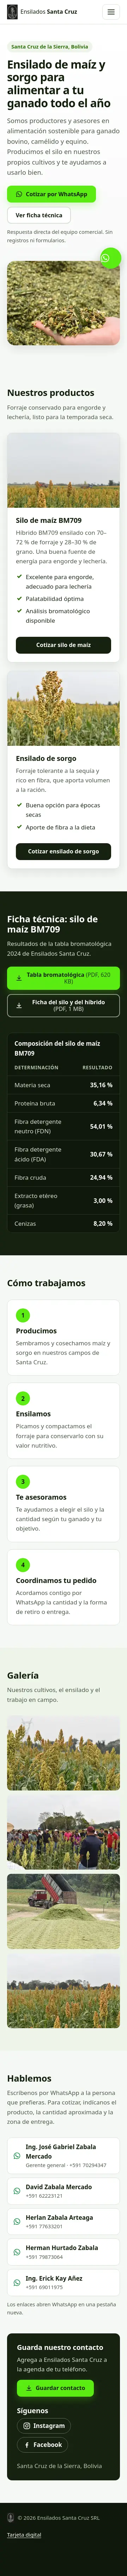 Ensilados Santa Cruz
Santa Cruz de la Sierra, Bolivia
Ensilado de maíz y
sorgo para
alimentar a tu
ganado todo el año
Somos productores y asesores en
alimentación sostenible para ganado
bovino, camélido y equino.
Producimos el silo en nuestros
propios cultivos y te ayudamos a
usarlo bien.
Cotizar por WhatsApp
Ver ficha técnica
Respuesta directa del equipo comercial. Sin
registros ni formularios.
Nuestros productos
Forraje conservado para engorde y
lechería, listo para la temporada seca.
Silo de maíz BM709
Híbrido BM709 ensilado con 70–
72 % de forraje y 28–30 % de
grano. Una buena fuente de
energía para engorde y lechería.
Excelente para engorde,
adecuado para lechería
Palatabilidad óptima
Análisis bromatológico
disponible
Cotizar silo de maíz
Ensilado de sorgo
Forraje tolerante a la sequía y
rico en fibra, que aporta volumen
a la ración.
Buena opción para épocas
secas
Aporte de fibra a la dieta
Cotizar ensilado de sorgo
Ficha técnica: silo de
maíz BM709
Resultados de la tabla bromatológica
2024 de Ensilados Santa Cruz.
Tabla bromatológica (PDF, 620
KB)
Ficha del silo y del híbrido
(PDF, 1 MB)
Composición del silo de maíz
BM709
DETERMINACIÓN RESULTADO
Materia seca 35,16 %
Proteína bruta 6,34 %
Fibra detergente
neutro (FDN) 54,01 %
Fibra detergente
ácido (FDA) 30,67 %
Fibra cruda 24,94 %
Extracto etéreo
(grasa) 3,00 %
Cenizas 8,20 %
Cómo trabajamos
1
Producimos
Sembramos y cosechamos maíz y
sorgo en nuestros campos de
Santa Cruz.
2
Ensilamos
Picamos y compactamos el
forraje para conservarlo con su
valor nutritivo.
3
Te asesoramos
Te ayudamos a elegir el silo y la
cantidad según tu ganado y tu
objetivo.
4
Coordinamos tu pedido
Acordamos contigo por
WhatsApp la cantidad y la forma
de retiro o entrega.
Galería
Nuestros cultivos, el ensilado y el
trabajo en campo.
Hablemos
Escríbenos por WhatsApp a la persona
que prefieras. Para cotizar, indícanos el
producto, la cantidad aproximada y la
zona de entrega.
Ing. José Gabriel Zabala
Mercado
Gerente general · +591 70294347
David Zabala Mercado
+591 62223121
Herlan Zabala Arteaga
+591 77633201
Herman Hurtado Zabala
+591 79873064
Ing. Erick Kay Añez
+591 69011975
Los enlaces abren WhatsApp en una pestaña
nueva.
Guarda nuestro contacto
Agrega a Ensilados Santa Cruz a
la agenda de tu teléfono.
Guardar contacto
Síguenos
Instagram
Facebook
Santa Cruz de la Sierra, Bolivia
© 2026 Ensilados Santa Cruz SRL
Tarjeta digital